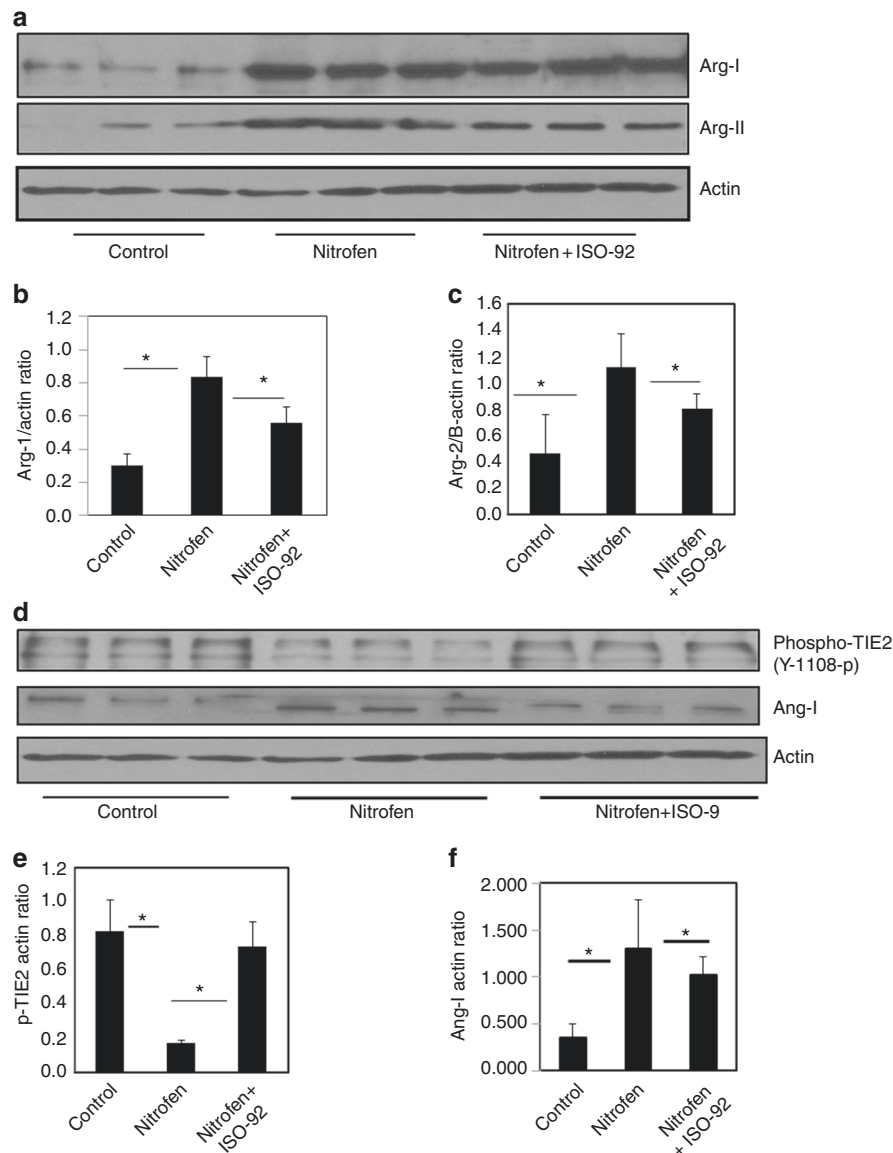 a
Arg-I
Arg-II
Actin
Control
Nitrofen
Nitrofen + ISO-92
b
Arg-1/actin ratio
1.2
1.0
0.8
0.6
0.4
0.2
0.0
*
*
Control
Nitrofen
Nitrofen+
ISO-92
c
Arg-2/B-actin ratio
1.6
1.4
1.2
1.0
0.8
0.6
0.4
0.2
0.0
*
*
Control
Nitrofen
Nitrofen
+ ISO-92
d
Phospho-TIE2
(Y-1108-p)
Ang-I
Actin
Control
Nitrofen
Nitrofen+ISO-9
e
p-TIE2 actin ratio
1.2
1.0
0.8
0.6
0.4
0.2
0.0
*
*
Control
Nitrofen
Nitrofen+
ISO-92
f
Ang-I actin ratio
2.000
1.500
1.000
0.500
0.000
*
*
Control
Nitrofen
Nitrofen
+ ISO-92